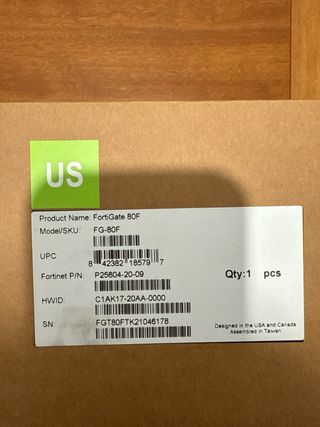 US
Product Name: FortiGate 80F
Model/SKU: FG-80F
UPC: 8 42382 18579 7
Fortinet P/N: P25604-20-09
Qty:1 pcs
HWID: C1AK17-20AA-0000
SN: FGT80FTK21046178
Designed in the USA and Canada
Assembled in Taiwan